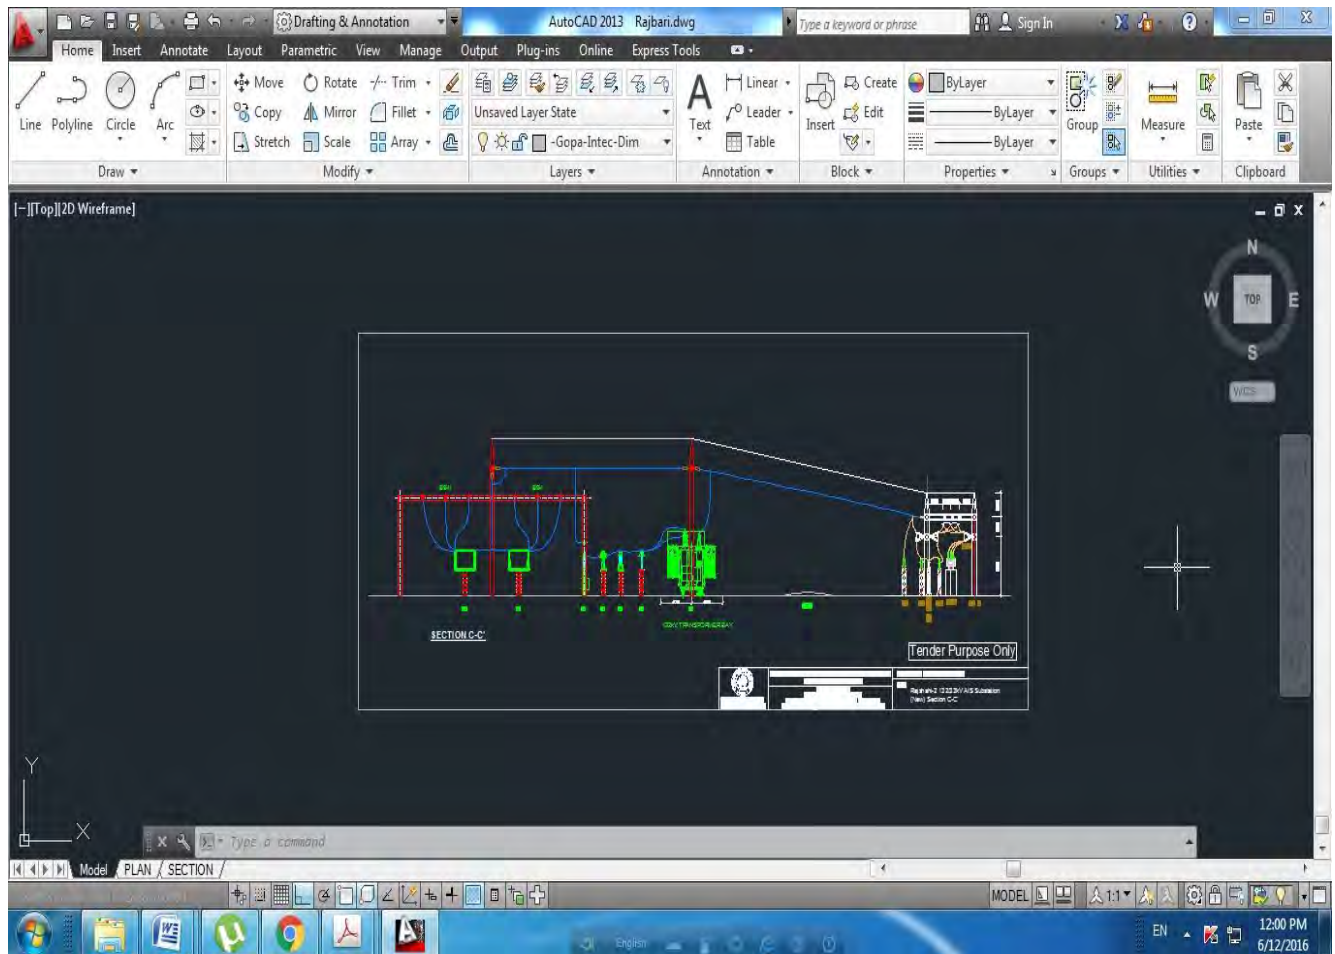 Drafting & Annotation
AutoCAD 2013 Rajbari.dwg
Type a keyword or phrase
Sign In
Home Insert Annotate Layout Parametric View Manage Output Plug-ins Online Express Tools
Move Rotate Trim
Linear
Create
ByLayer
Copy Mirror Fillet
Unsaved Layer State
Leader
Edit
ByLayer
Line Polyline Circle Arc
Text
Insert
Group
Measure
Paste
Stretch Scale Array
-Gopa-Intec-Dim
Table
ByLayer
Draw
Modify
Layers
Annotation
Block
Properties
Groups
Utilities
Clipboard
[−][Top][2D Wireframe]
N
W TOP E
S
WCS
SECTION C-C'
Tender Purpose Only
(New) Section C-C'
Y
X
Type a command
Model PLAN SECTION
MODEL
1:1
English
EN
12:00 PM
6/12/2016